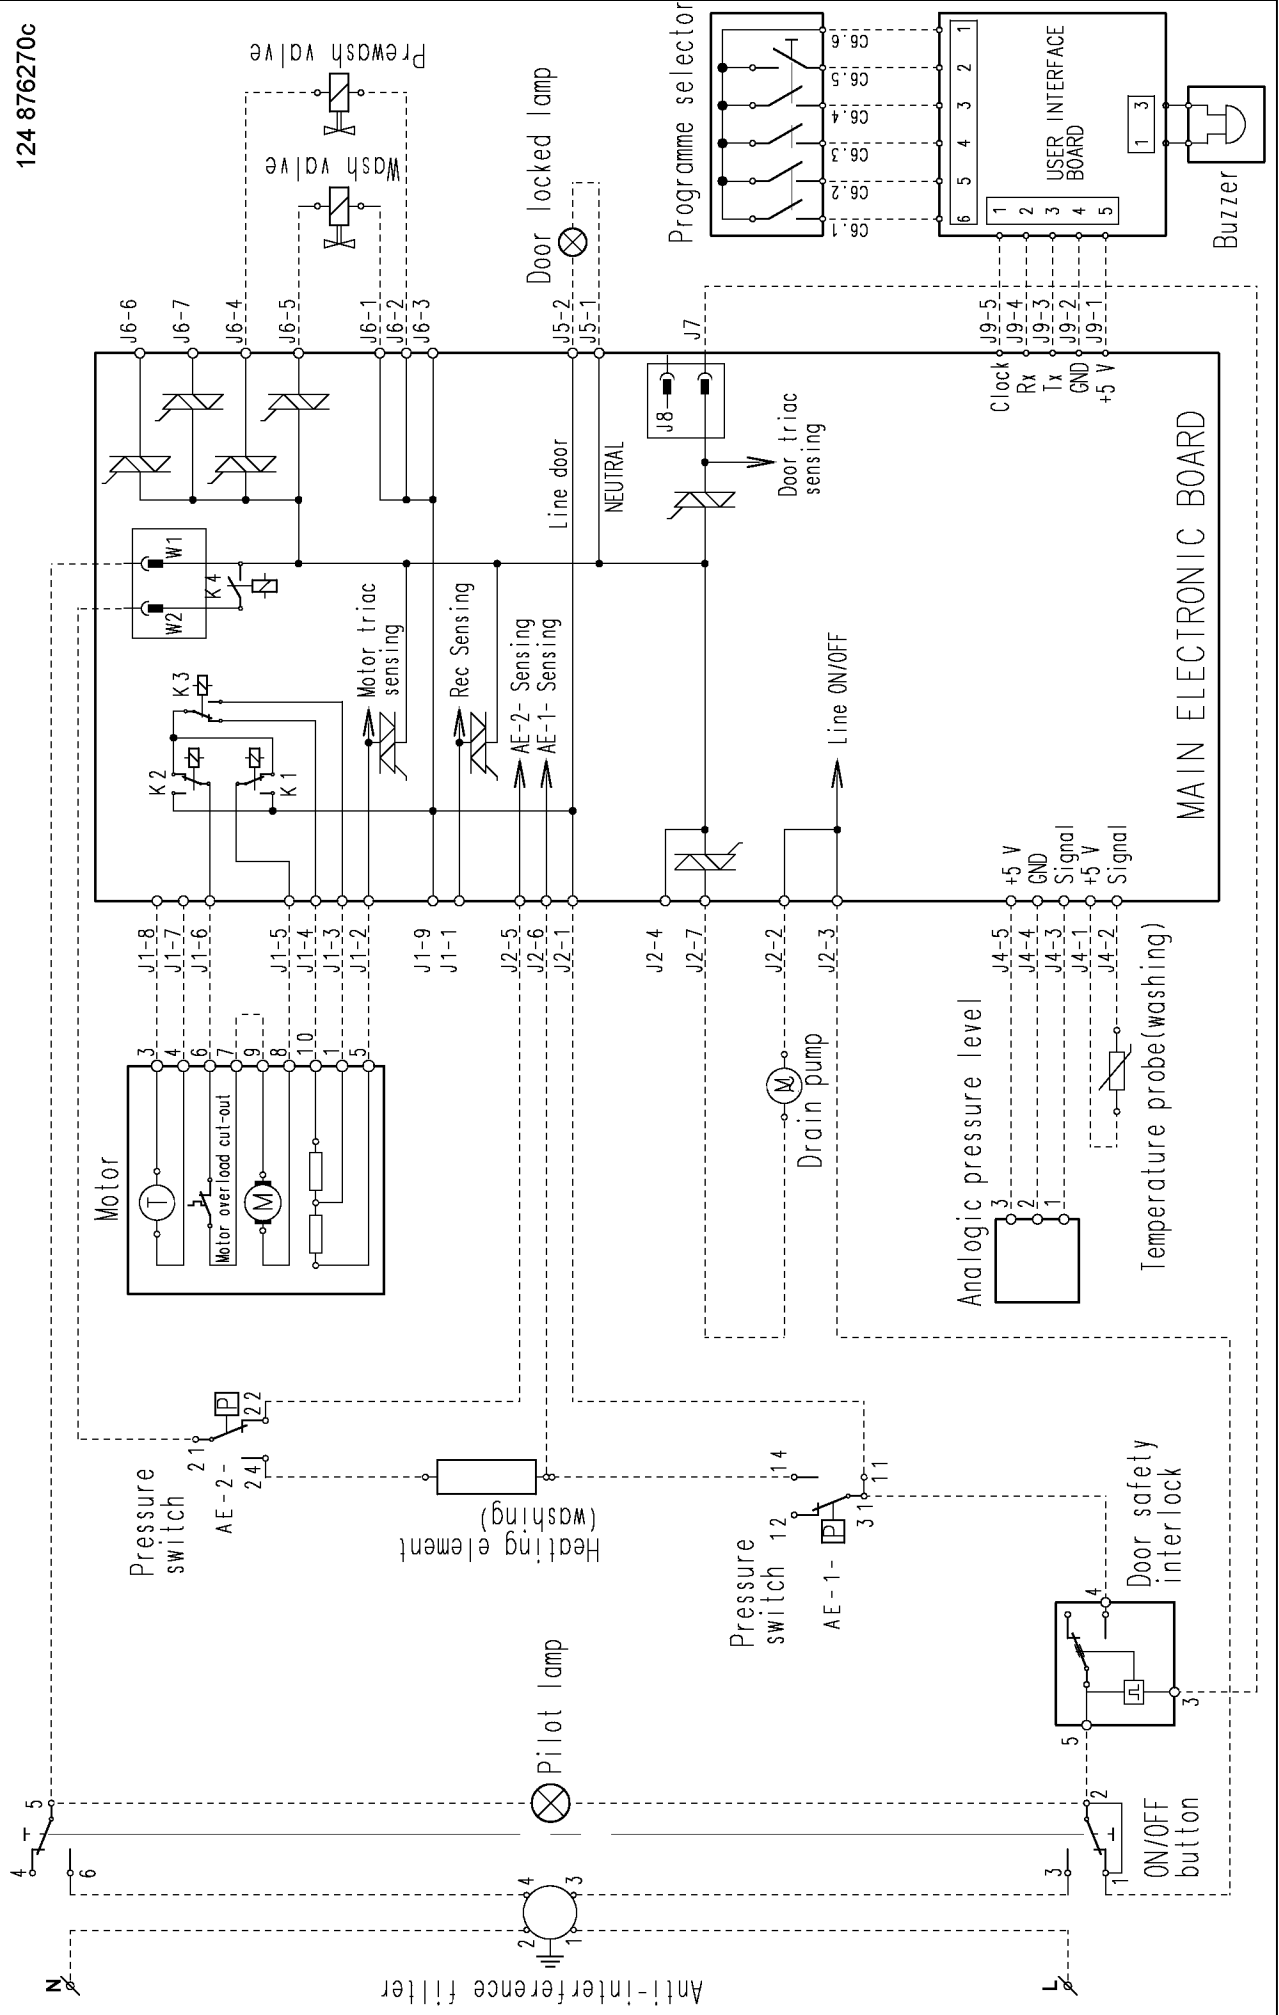 124 876270c
Prewash valve
Wash valve
Door locked lamp
Programme selector
C6.6
C6.5
C6.4
C6.3
C6.2
C6.1
1
2
3
4
5
6
USER INTERFACE
BOARD
1
2
3
4
5
1 3
Buzzer
J6-6
J6-7
J6-4
J6-5
J6-1
J6-2
J6-3
J5-2
J5-1
J7
J9-5
J9-4
J9-3
J9-2
J9-1
Clock
Rx
Tx
GND
+5 V
J8
Line door
NEUTRAL
Door triac
sensing
W1
W2
K4
K3
K2
K1
Motor triac
sensing
Rec Sensing
AE-2- Sensing
AE-1- Sensing
Line ON/OFF
MAIN ELECTRONIC BOARD
+5 V
GND
Signal
+5 V
Signal
J1-8
J1-7
J1-6
J1-5
J1-4
J1-3
J1-2
J1-9
J1-1
J2-5
J2-6
J2-1
J2-4
J2-7
J2-2
J2-3
J4-5
J4-4
J4-3
J4-1
J4-2
Motor
3
4
6
7
9
8
10
1
5
T
Motor overload cut-out
M
M
Drain pump
Analogic pressure level
3
2
1
Temperature probe(washing)
Pressure
switch
AE-2-
21
22
24
P
Heating element
(washing)
Pressure
switch
AE-1-
12
14
11
31
P
Door safety
interlock
4
3
5
Pilot lamp
5
4
6
2
3
1
ON/OFF
button
4
3
2
1
Anti-interference filter
N
L